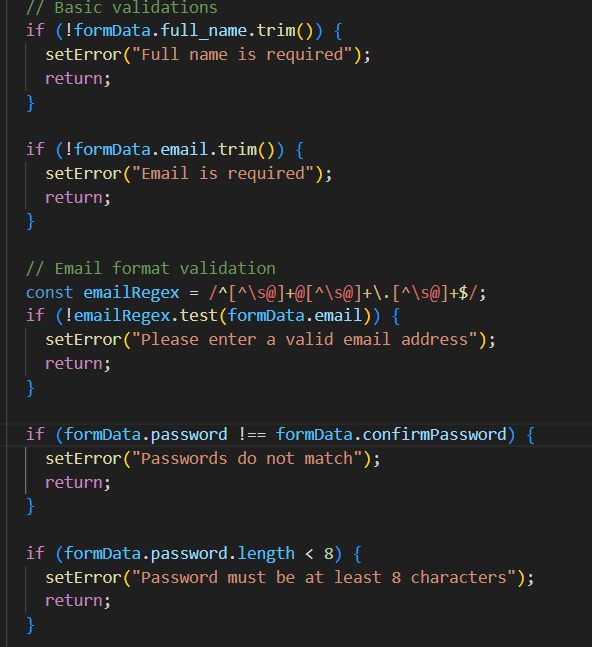 // Basic validations
if (!formData.full_name.trim()) {
setError("Full name is required");
return;
}
if (!formData.email.trim()) {
setError("Email is required");
return;
}
// Email format validation
const emailRegex = /^[^\s@]+@[^\s@]+\.[^\s@]+$/;
if (!emailRegex.test(formData.email)) {
setError("Please enter a valid email address");
return;
}
if (formData.password !== formData.confirmPassword) {
setError("Passwords do not match");
return;
}
if (formData.password.length < 8) {
setError("Password must be at least 8 characters");
return;
}